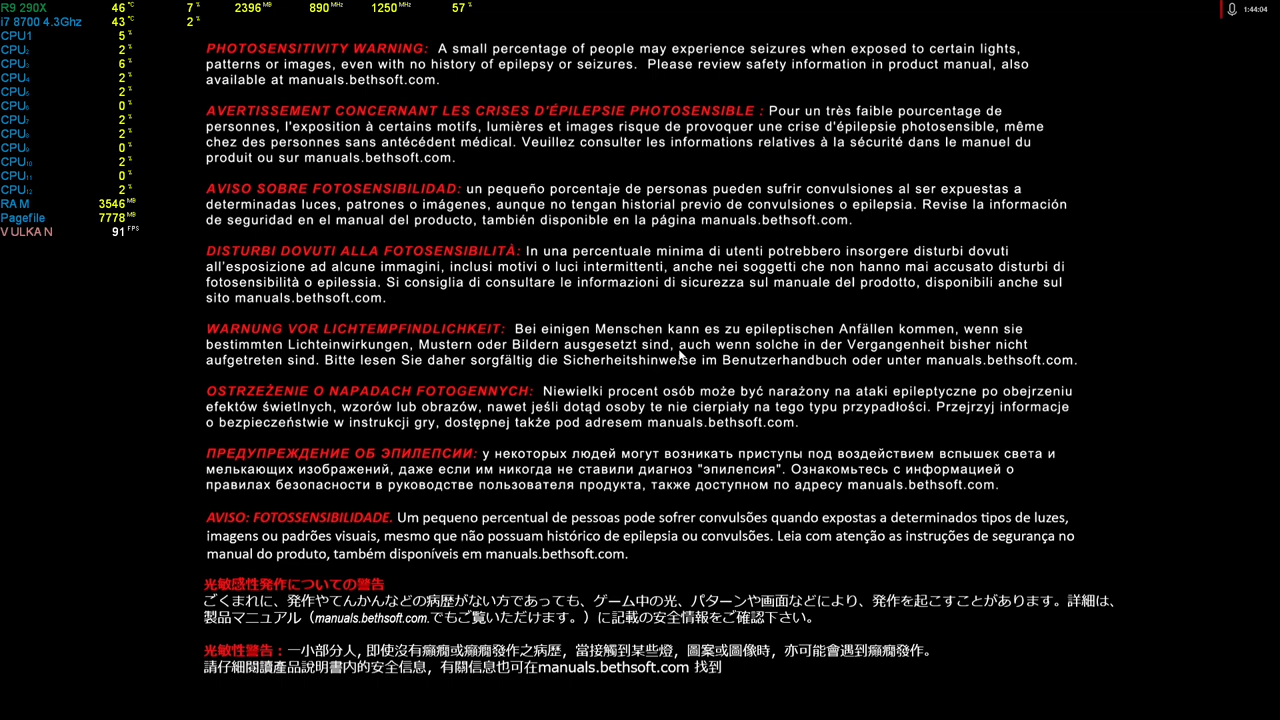 R9 290X 46 °C 7 % 2396 MB 890 MHz 1250 MHz 57 %
i7 8700 4.3Ghz 43 °C 2 %
CPU1 5 %
CPU2 2 %
CPU3 6 %
CPU4 2 %
CPU5 2 %
CPU6 0 %
CPU7 2 %
CPU8 2 %
CPU9 0 %
CPU10 2 %
CPU11 0 %
CPU12 2 %
RAM 3546 MB
Pagefile 7778 MB
VULKAN 91 FPS
1:44:04
PHOTOSENSITIVITY WARNING: A small percentage of people may experience seizures when exposed to certain lights,
patterns or images, even with no history of epilepsy or seizures. Please review safety information in product manual, also
available at manuals.bethsoft.com.
AVERTISSEMENT CONCERNANT LES CRISES D'ÉPILEPSIE PHOTOSENSIBLE : Pour un très faible pourcentage de
personnes, l'exposition à certains motifs, lumières et images risque de provoquer une crise d'épilepsie photosensible, même
chez des personnes sans antécédent médical. Veuillez consulter les informations relatives à la sécurité dans le manuel du
produit ou sur manuals.bethsoft.com.
AVISO SOBRE FOTOSENSIBILIDAD: un pequeño porcentaje de personas pueden sufrir convulsiones al ser expuestas a
determinadas luces, patrones o imágenes, aunque no tengan historial previo de convulsiones o epilepsia. Revise la información
de seguridad en el manual del producto, también disponible en la página manuals.bethsoft.com.
DISTURBI DOVUTI ALLA FOTOSENSIBILITÀ: In una percentuale minima di utenti potrebbero insorgere disturbi dovuti
all'esposizione ad alcune immagini, inclusi motivi o luci intermittenti, anche nei soggetti che non hanno mai accusato disturbi di
fotosensibilità o epilessia. Si consiglia di consultare le informazioni di sicurezza sul manuale del prodotto, disponibili anche sul
sito manuals.bethsoft.com.
WARNUNG VOR LICHTEMPFINDLICHKEIT: Bei einigen Menschen kann es zu epileptischen Anfällen kommen, wenn sie
bestimmten Lichteinwirkungen, Mustern oder Bildern ausgesetzt sind, auch wenn solche in der Vergangenheit bisher nicht
aufgetreten sind. Bitte lesen Sie daher sorgfältig die Sicherheitshinweise im Benutzerhandbuch oder unter manuals.bethsoft.com.
OSTRZEŻENIE O NAPADACH FOTOGENNYCH: Niewielki procent osób może być narażony na ataki epileptyczne po obejrzeniu
efektów świetlnych, wzorów lub obrazów, nawet jeśli dotąd osoby te nie cierpiały na tego typu przypadłości. Przejrzyj informacje
o bezpieczeństwie w instrukcji gry, dostępnej także pod adresem manuals.bethsoft.com.
ПРЕДУПРЕЖДЕНИЕ ОБ ЭПИЛЕПСИИ: у некоторых людей могут возникать приступы под воздействием вспышек света и
мелькающих изображений, даже если им никогда не ставили диагноз "эпилепсия". Ознакомьтесь с информацией о
правилах безопасности в руководстве пользователя продукта, также доступном по адресу manuals.bethsoft.com.
AVISO: FOTOSSENSIBILIDADE. Um pequeno percentual de pessoas pode sofrer convulsões quando expostas a determinados tipos de luzes,
imagens ou padrões visuais, mesmo que não possuam histórico de epilepsia ou convulsões. Leia com atenção as instruções de segurança no
manual do produto, também disponíveis em manuals.bethsoft.com.
光敏感性発作についての警告
ごくまれに、発作やてんかんなどの病歴がない方であっても、ゲーム中の光、パターンや画面などにより、発作を起こすことがあります。詳細は、
製品マニュアル（manuals.bethsoft.com.でもご覧いただけます。）に記載の安全情報をご確認下さい。
光敏性警告：一小部分人, 即使沒有癲癇或癲癇發作之病歷，當接觸到某些燈，圖案或圖像時，亦可能會遇到癲癇發作。
請仔細閱讀產品說明書內的安全信息，有關信息也可在manuals.bethsoft.com 找到